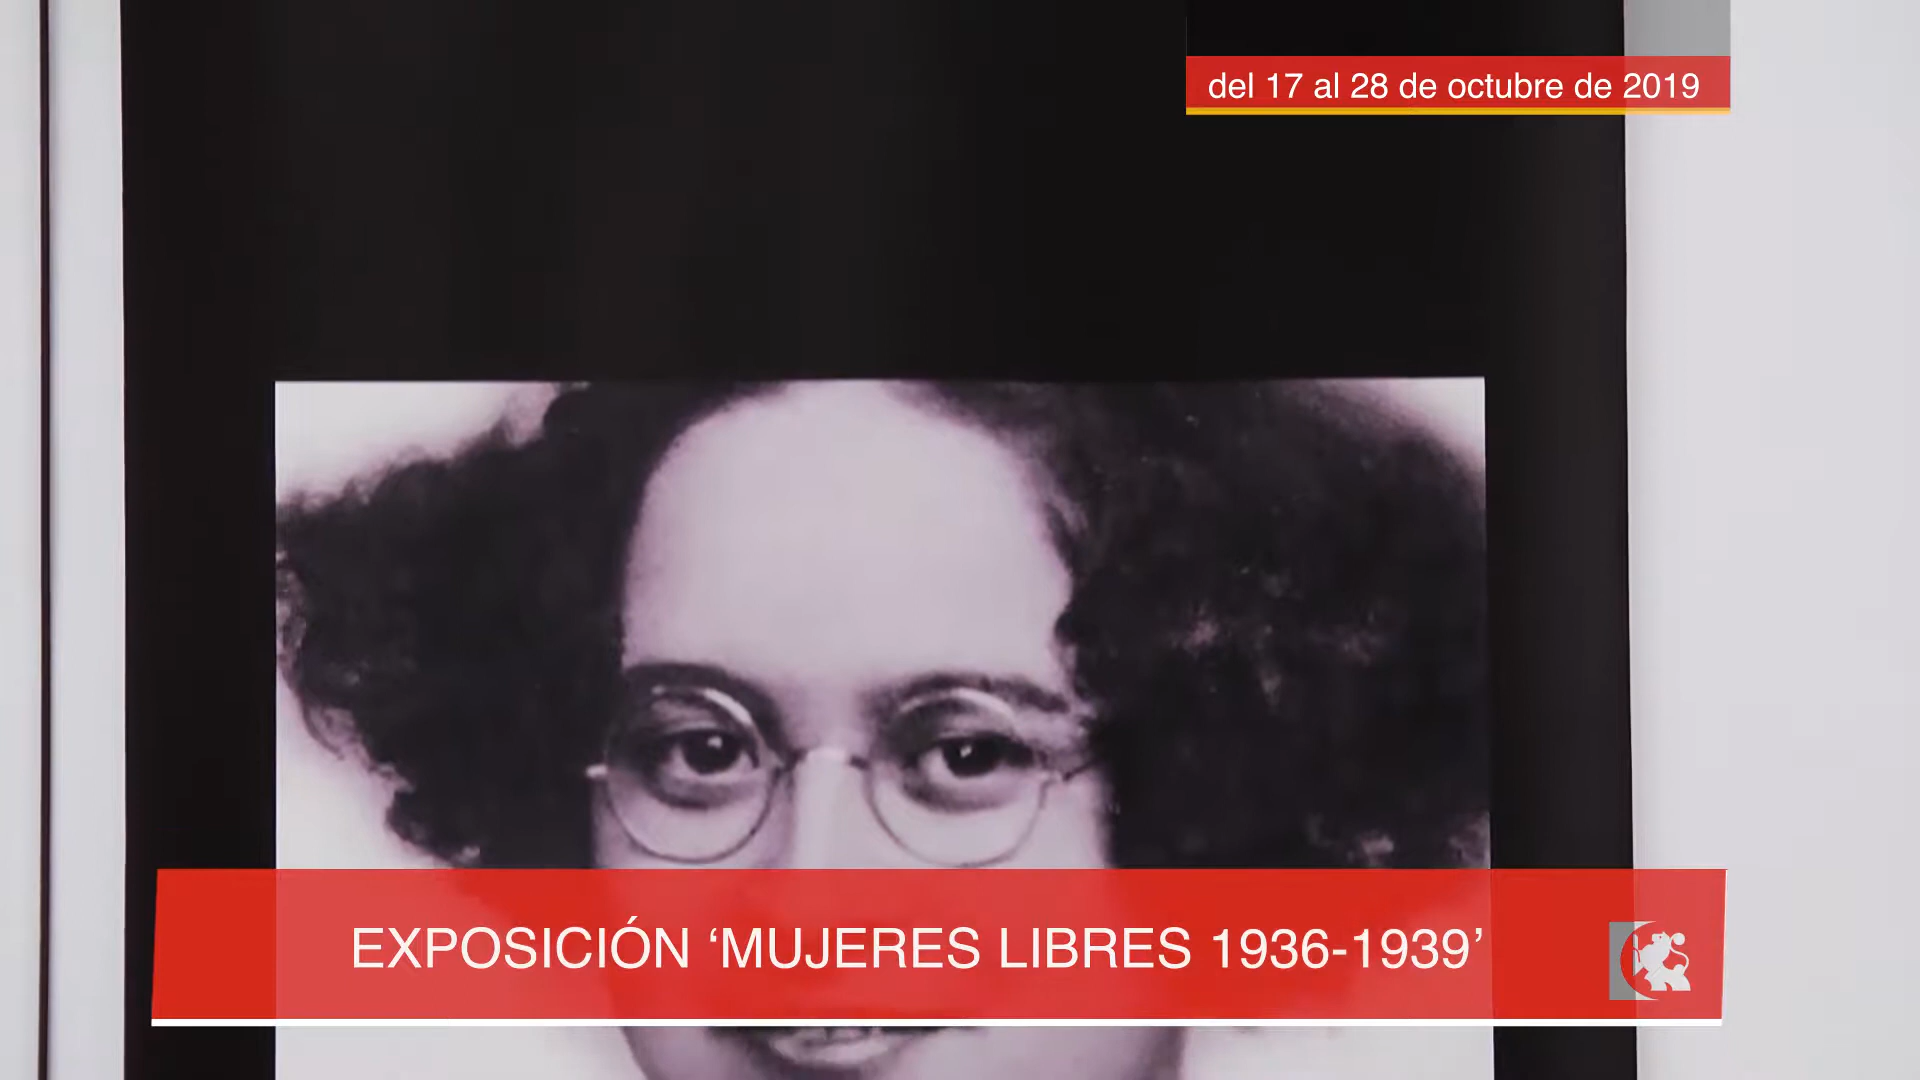 del 17 al 28 de octubre de 2019
EXPOSICIÓN ‘MUJERES LIBRES 1936-1939’